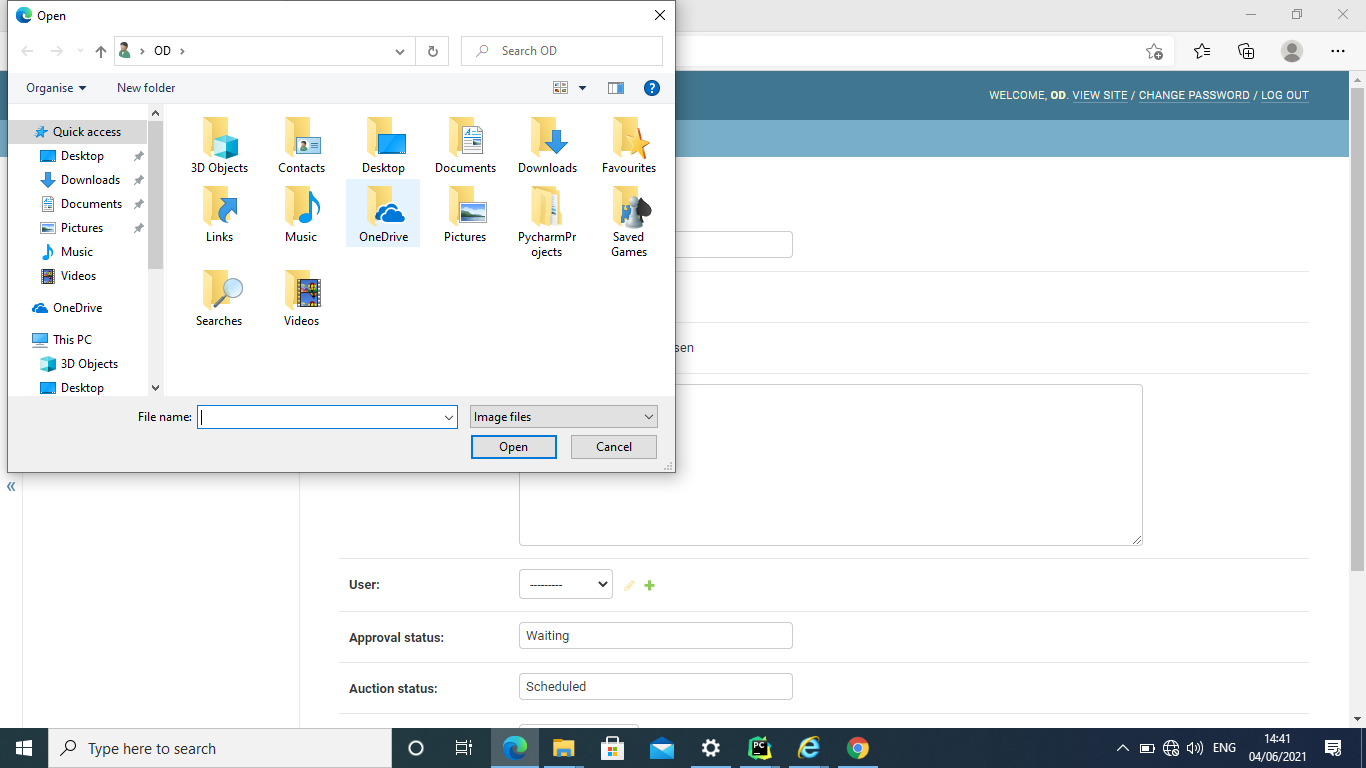 Open
OD
Search OD
Organise
New folder
Quick access
Desktop
Downloads
Documents
Pictures
Music
Videos
OneDrive
This PC
3D Objects
Desktop
3D Objects
Contacts
Desktop
Documents
Downloads
Favourites
Links
Music
OneDrive
Pictures
PycharmPr
ojects
Saved
Games
Searches
Videos
File name:
Image files
Open
Cancel
WELCOME, OD. VIEW SITE / CHANGE PASSWORD / LOG OUT
sen
«
User:
---------
Approval status:
Waiting
Auction status:
Scheduled
Type here to search
PC
ENG
14:41
04/06/2021